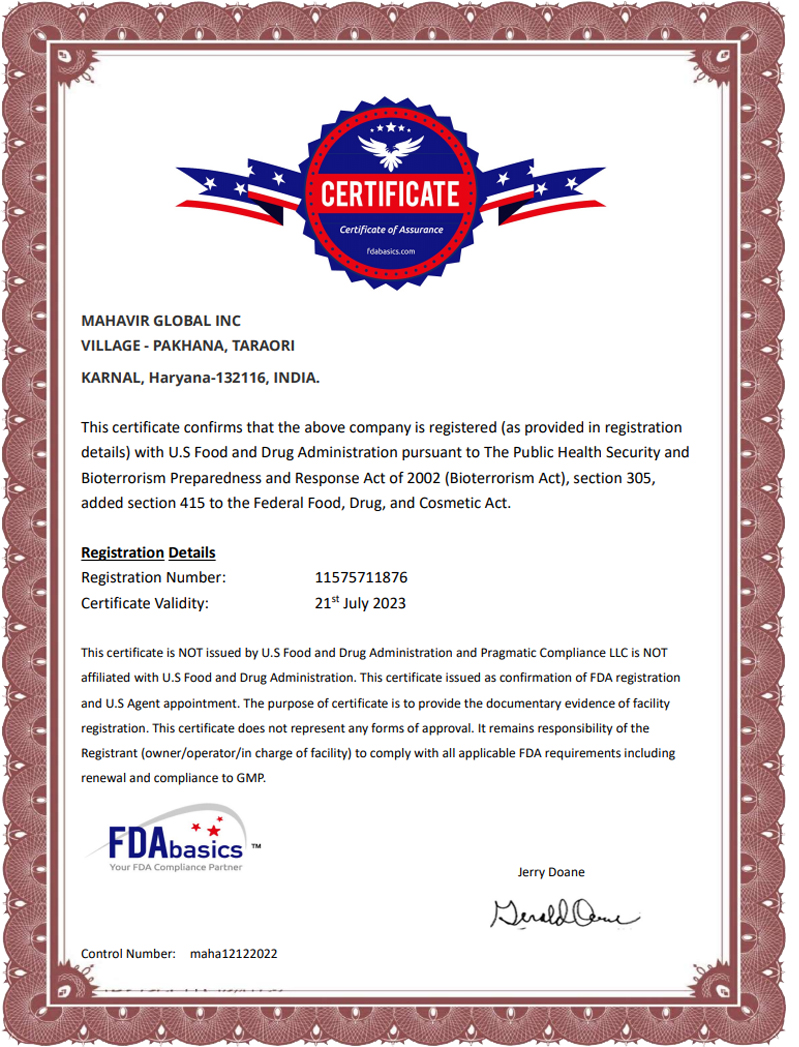 CERTIFICATE
Certificate of Assurance
fdabasics.com
MAHAVIR GLOBAL INC
VILLAGE - PAKHANA, TARAORI
KARNAL, Haryana-132116, INDIA.
This certificate confirms that the above company is registered (as provided in registration
details) with U.S Food and Drug Administration pursuant to The Public Health Security and
Bioterrorism Preparedness and Response Act of 2002 (Bioterrorism Act), section 305,
added section 415 to the Federal Food, Drug, and Cosmetic Act.
Registration Details
Registration Number: 11575711876
Certificate Validity: 21st July 2023
This certificate is NOT issued by U.S Food and Drug Administration and Pragmatic Compliance LLC is NOT
affiliated with U.S Food and Drug Administration. This certificate issued as confirmation of FDA registration
and U.S Agent appointment. The purpose of certificate is to provide the documentary evidence of facility
registration. This certificate does not represent any forms of approval. It remains responsibility of the
Registrant (owner/operator/in charge of facility) to comply with all applicable FDA requirements including
renewal and compliance to GMP.
FDAbasics ™
Your FDA Compliance Partner
Jerry Doane
Gerald Doane
Control Number: maha12122022